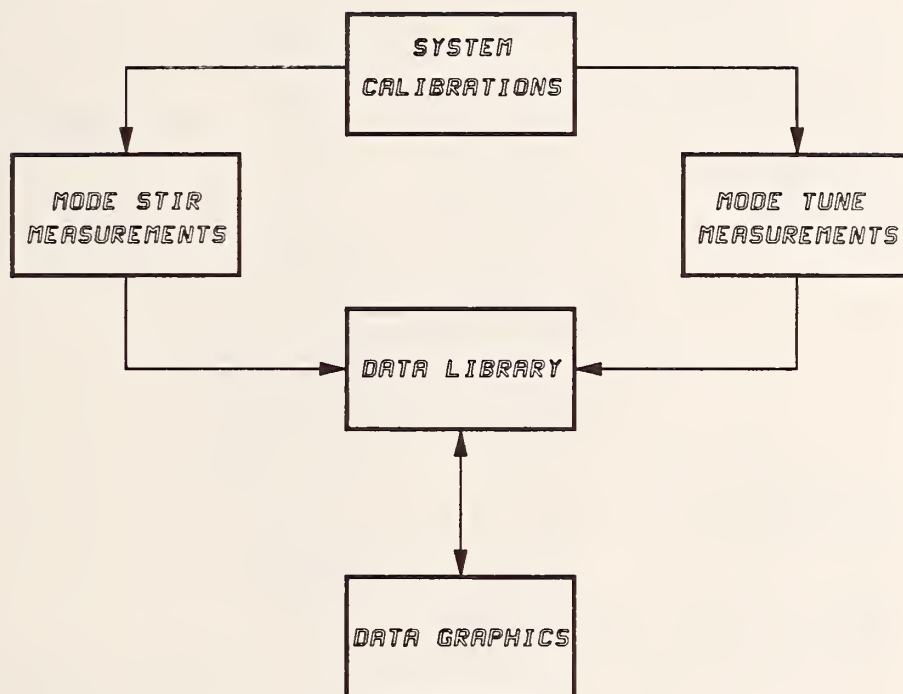 SYSTEM
CALIBRATIONS
MODE STIR
MEASUREMENTS
MODE TUNE
MEASUREMENTS
DATA LIBRARY
DATA GRAPHICS